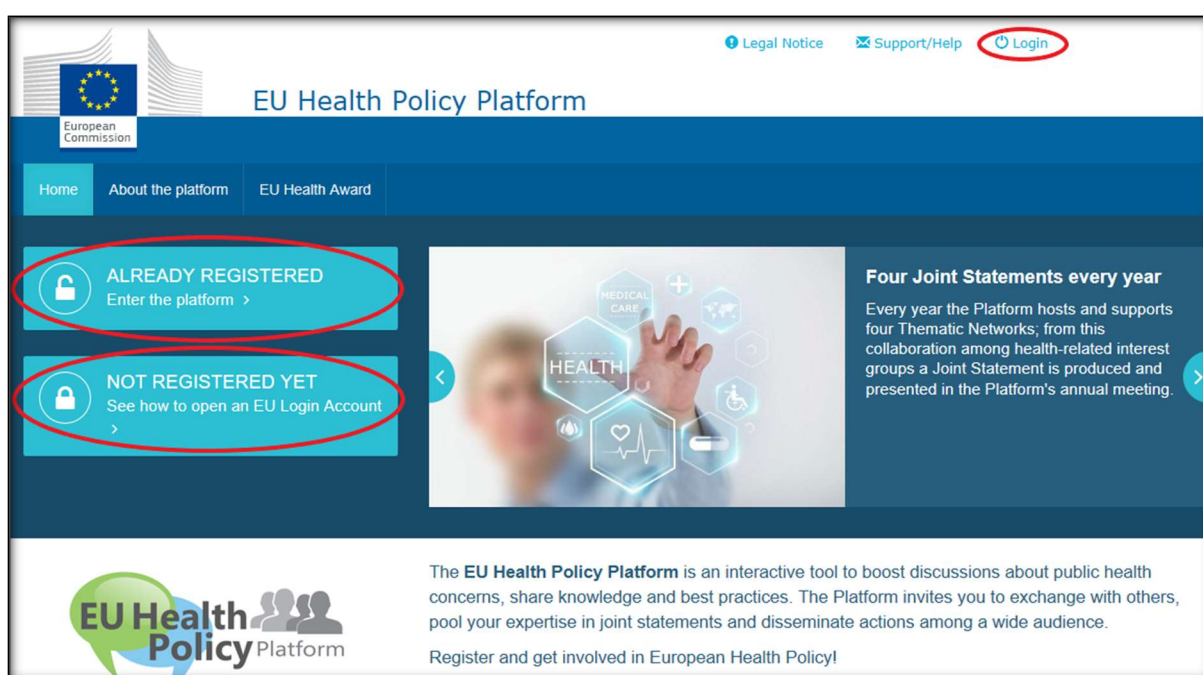 Legal Notice Support/Help Login
EU Health Policy Platform
European
Commission
Home About the platform EU Health Award
ALREADY REGISTERED
Enter the platform >
NOT REGISTERED YET
See how to open an EU Login Account
>
MEDICAL
CARE
HEALTH
Four Joint Statements every year
Every year the Platform hosts and supports
four Thematic Networks; from this
collaboration among health-related interest
groups a Joint Statement is produced and
presented in the Platform's annual meeting.
EU Health
Policy Platform
The EU Health Policy Platform is an interactive tool to boost discussions about public health
concerns, share knowledge and best practices. The Platform invites you to exchange with others,
pool your expertise in joint statements and disseminate actions among a wide audience.
Register and get involved in European Health Policy!